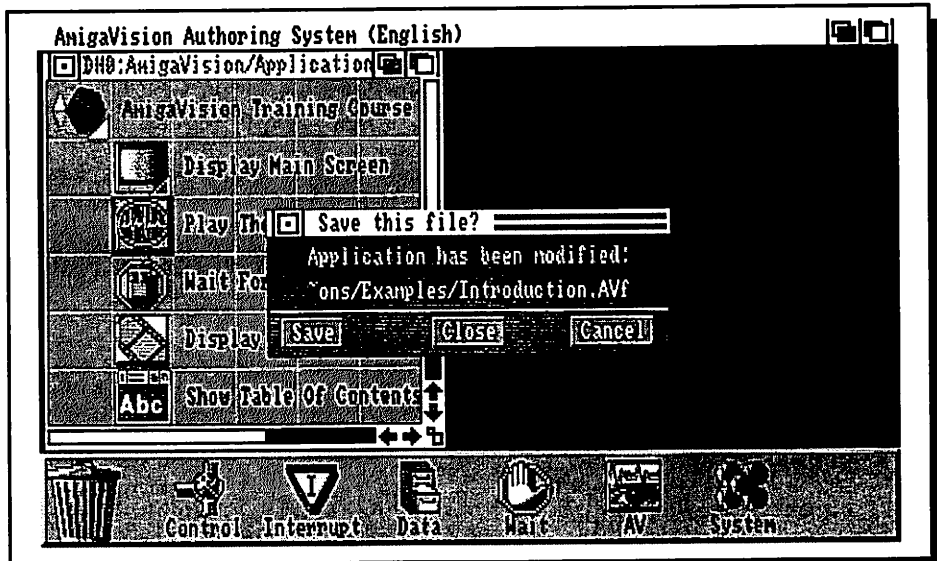 AmigaVision Authoring System (English)
DH0:AmigaVision/Application
AmigaVision Training Course
Display Main Screen
Play The
Wait For
Display
Abc Show Table Of Contents
Save this file?
Application has been modified:
~ons/Examples/Introduction.AVf
Save Close Cancel
I
Control Interrupt Data Wait AV System